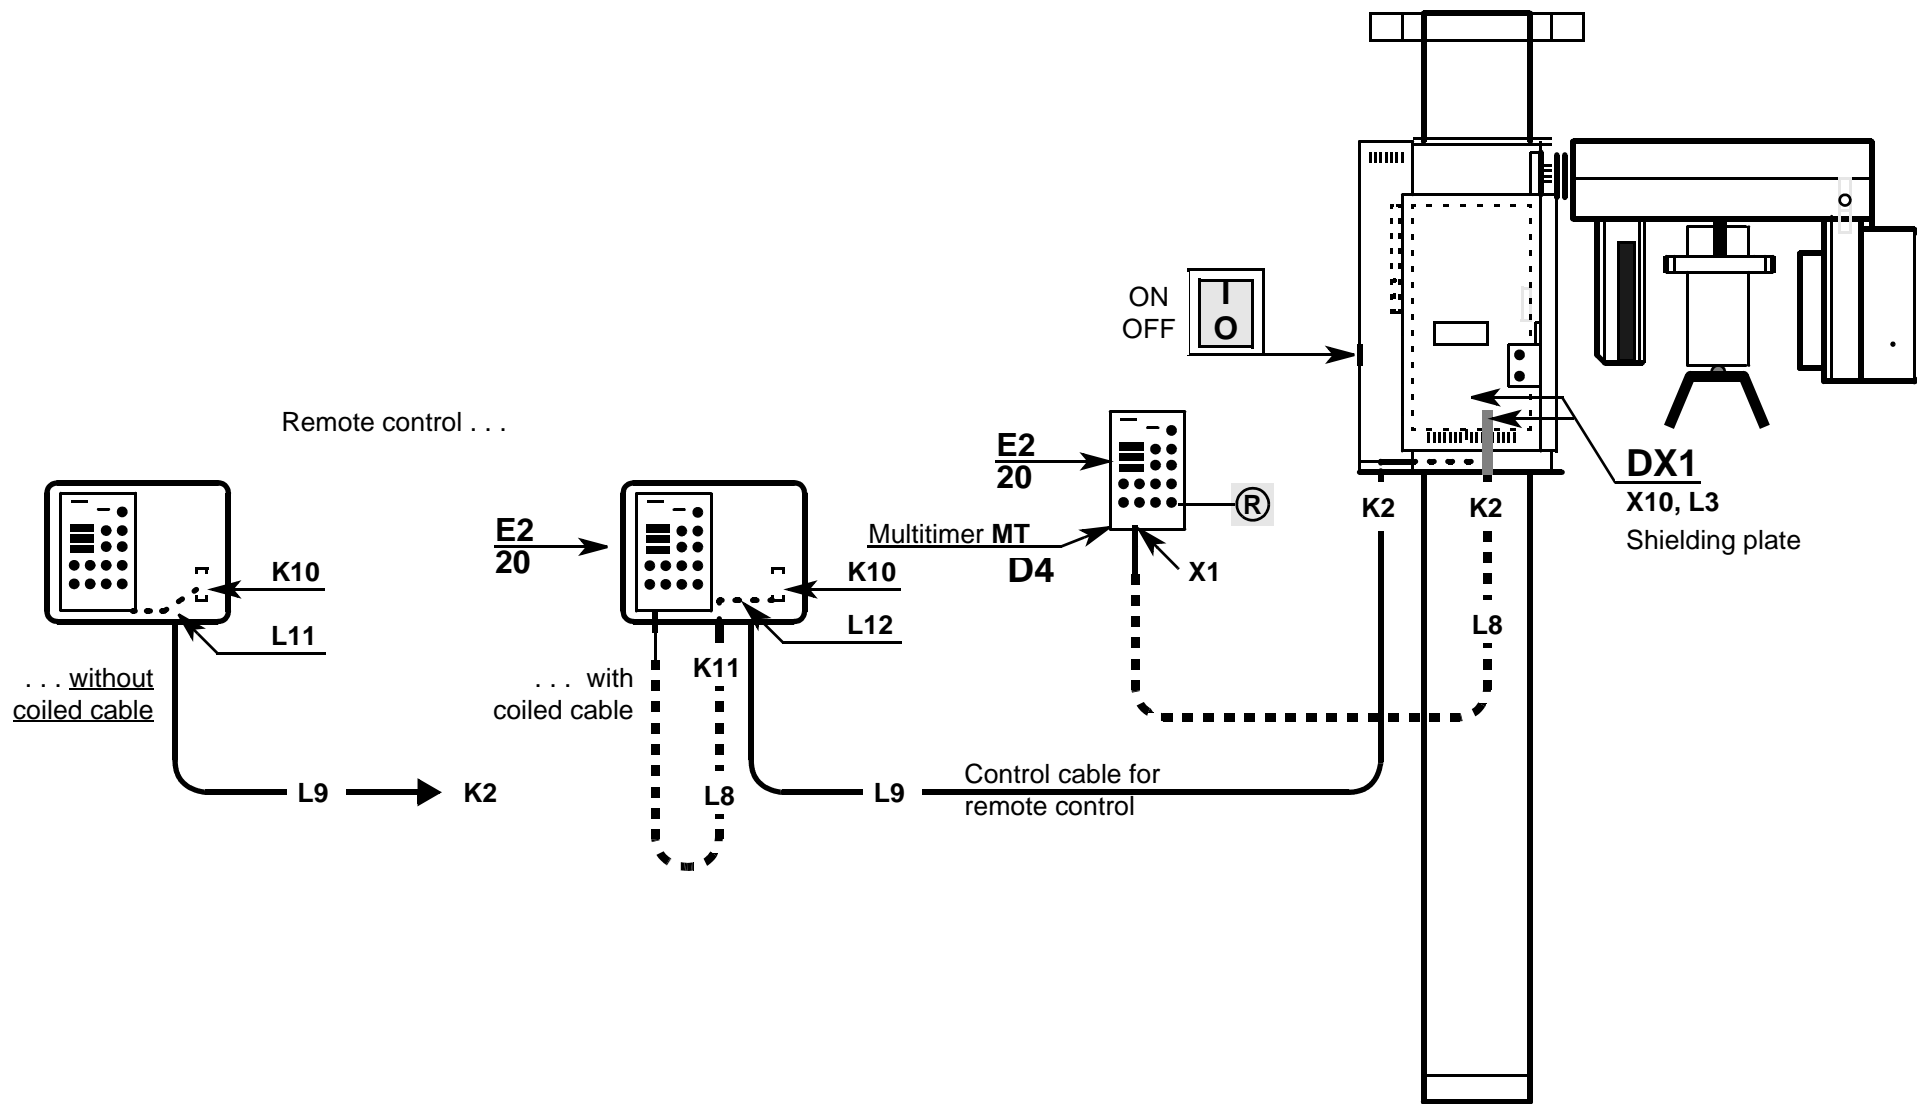 ON
OFF
I
O
Remote control . . .
E2
20
®
Multitimer MT
D4
X1
K2
K2
DX1
X10, L3
Shielding plate
L8
K10
L11
. . . without
coiled cable
L9
K2
E2
20
K10
L12
K11
. . . with
coiled cable
L8
L9
Control cable for
remote control